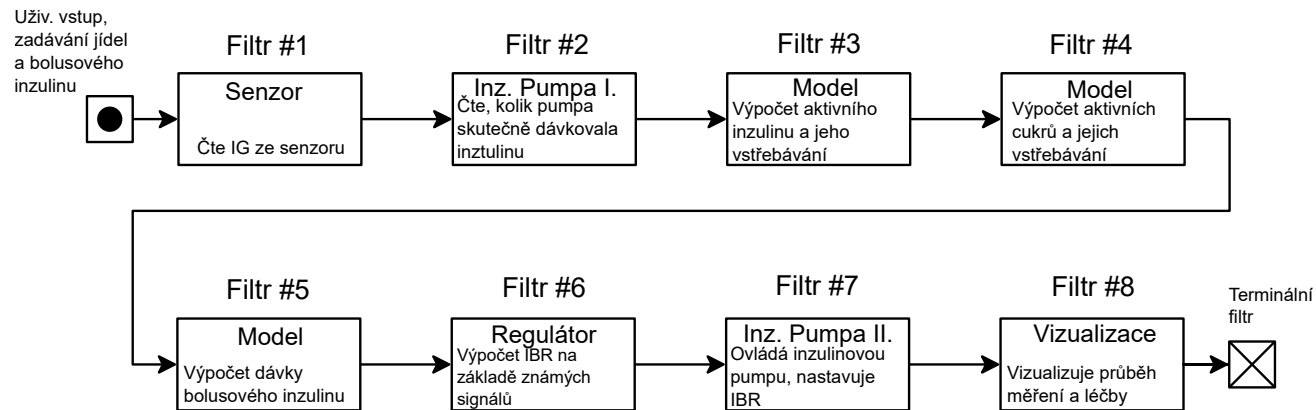 Uživ. vstup,
zadávání jídel
a bolusového
inzulinu
Filtr #1
Senzor
Čte IG ze senzoru
Filtr #2
Inz. Pumpa I.
Čte, kolik pumpa
skutečně dávkovala
inztulinu
Filtr #3
Model
Výpočet aktivního
inzulinu a jeho
vstřebávání
Filtr #4
Model
Výpočet aktivních
cukrů a jejich
vstřebávání
Filtr #5
Model
Výpočet dávky
bolusového inzulinu
Filtr #6
Regulátor
Výpočet IBR na
základě známých
signálů
Filtr #7
Inz. Pumpa II.
Ovládá inzulinovou
pumpu, nastavuje
IBR
Filtr #8
Vizualizace
Vizualizuje průběh
měření a léčby
Terminální
filtr